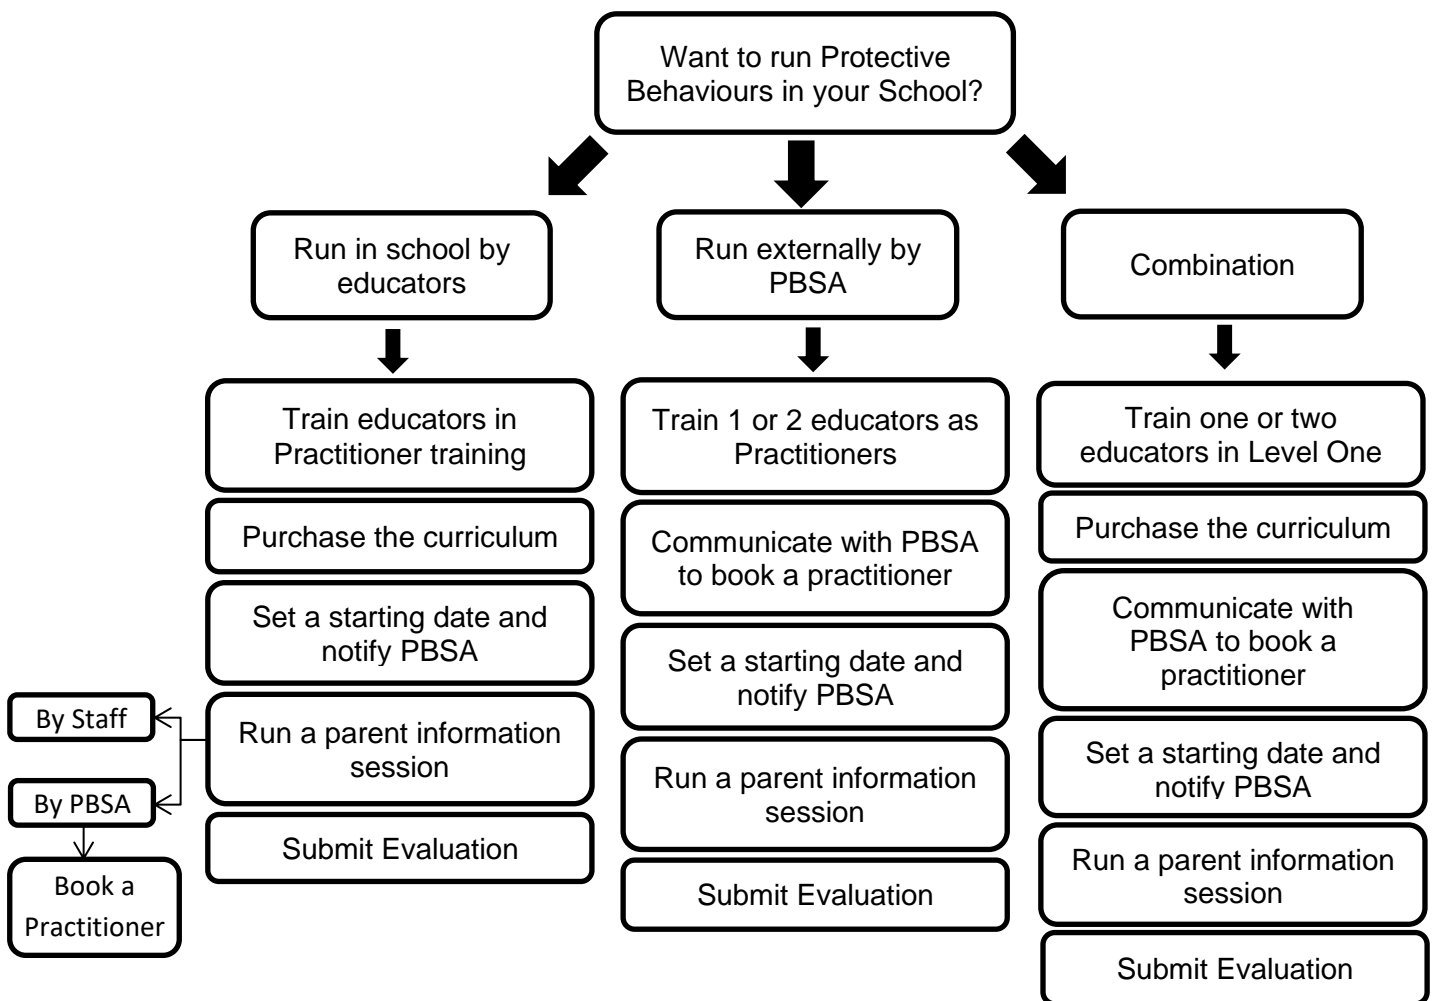 Want to run Protective
Behaviours in your School?
Run in school by
educators
Run externally by
PBSA
Combination
Train educators in
Practitioner training
Purchase the curriculum
Set a starting date and
notify PBSA
Run a parent information
session
Submit Evaluation
By Staff
By PBSA
Book a
Practitioner
Train 1 or 2 educators as
Practitioners
Communicate with PBSA
to book a practitioner
Set a starting date and
notify PBSA
Run a parent information
session
Submit Evaluation
Train one or two
educators in Level One
Purchase the curriculum
Communicate with
PBSA to book a
practitioner
Set a starting date and
notify PBSA
Run a parent information
session
Submit Evaluation